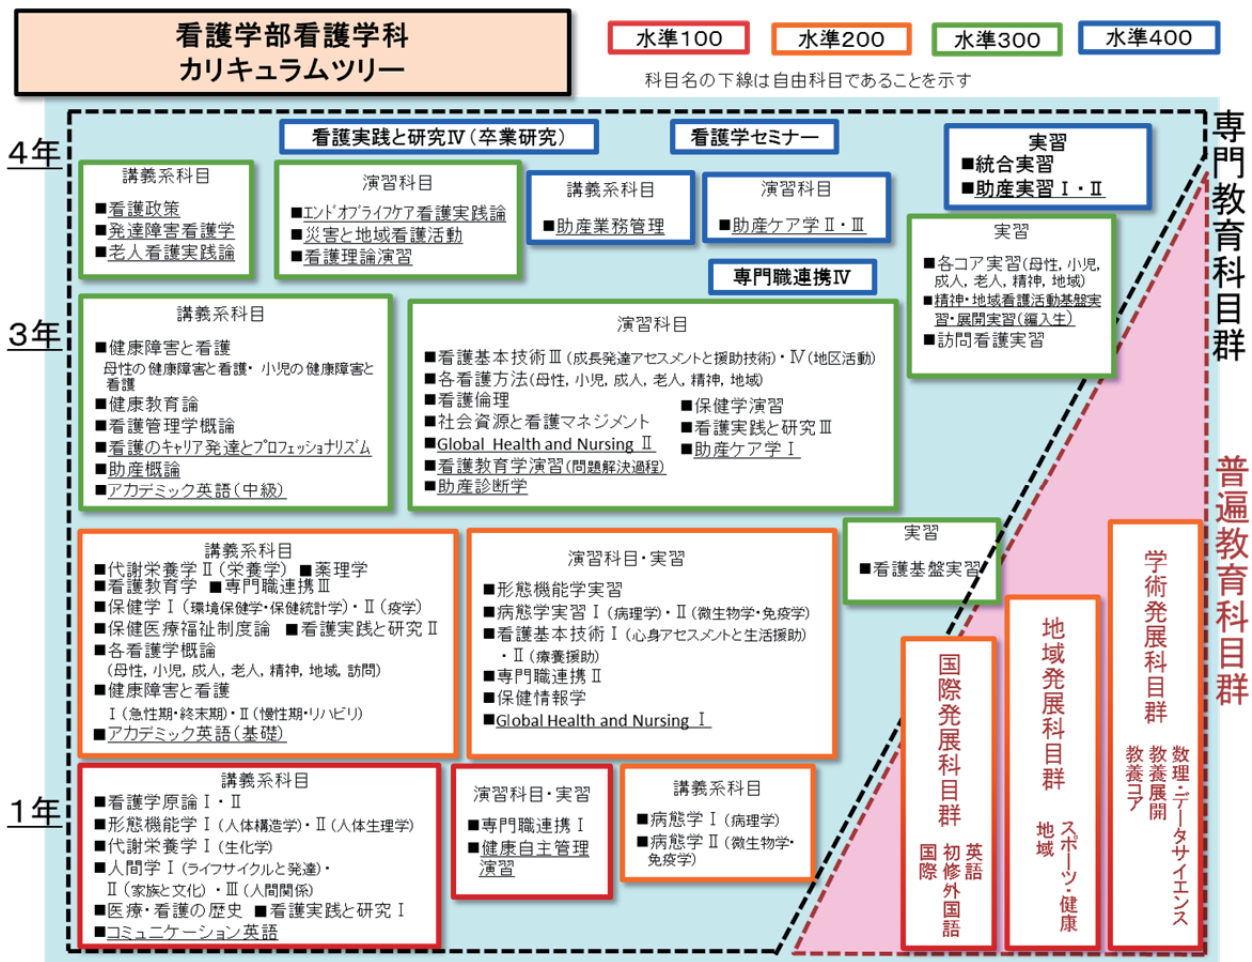 看護学部看護学科
カリキュラムツリー
水準100
水準200
水準300
水準400
科目名の下線は自由科目であることを示す
専門教育科目群
普遍教育科目群
4年
看護実践と研究Ⅳ(卒業研究)
看護学セミナー
講義系科目
■看護政策
■発達障害看護学
■老人看護実践論
演習科目
■エンドオブライフケア看護実践論
■災害と地域看護活動
■看護理論演習
講義系科目
■助産業務管理
演習科目
■助産ケア学Ⅱ・Ⅲ
実習
■統合実習
■助産実習Ⅰ・Ⅱ
専門職連携Ⅳ
実習
■各コア実習(母性, 小児,
成人, 老人, 精神, 地域)
■精神・地域看護活動基盤実
習・展開実習(編入生)
■訪問看護実習
3年
講義系科目
■健康障害と看護
母性の健康障害と看護・ 小児の健康障害と
看護
■健康教育論
■看護管理学概論
■看護のキャリア発達とプロフェッショナリズム
■助産概論
■アカデミック英語(中級)
演習科目
■看護基本技術Ⅲ(成長発達アセスメントと援助技術)・Ⅳ(地区活動)
■各看護方法(母性, 小児, 成人, 老人, 精神, 地域)
■看護倫理
■社会資源と看護マネジメント
■Global Health and Nursing Ⅱ
■看護教育学演習(問題解決過程)
■助産診断学
■保健学演習
■看護実践と研究Ⅲ
■助産ケア学Ⅰ
講義系科目
■代謝栄養学Ⅱ(栄養学) ■薬理学
■看護教育学 ■専門職連携Ⅲ
■保健学Ⅰ(環境保健学・保健統計学)・Ⅱ(疫学)
■保健医療福祉制度論 ■看護実践と研究Ⅱ
■各看護学概論
(母性, 小児, 成人, 老人, 精神, 地域, 訪問)
■健康障害と看護
Ⅰ(急性期・終末期)・Ⅱ(慢性期・リハビリ)
■アカデミック英語(基礎)
演習科目・実習
■形態機能学実習
■病態学実習Ⅰ(病理学)・Ⅱ(微生物学・免疫学)
■看護基本技術Ⅰ(心身アセスメントと生活援助)
・Ⅱ(療養援助)
■専門職連携Ⅱ
■保健情報学
■Global Health and Nursing Ⅰ
実習
■看護基盤実習
1年
講義系科目
■看護学原論Ⅰ・Ⅱ
■形態機能学Ⅰ(人体構造学)・Ⅱ(人体生理学)
■代謝栄養学Ⅰ(生化学)
■人間学Ⅰ(ライフサイクルと発達)・
Ⅱ(家族と文化)・Ⅲ(人間関係)
■医療・看護の歴史 ■看護実践と研究Ⅰ
■コミュニケーション英語
演習科目・実習
■専門職連携Ⅰ
■健康自主管理
演習
講義系科目
■病態学Ⅰ(病理学)
■病態学Ⅱ(微生物学・
免疫学)
国際発展科目群
英語
初修外国語
国際
地域発展科目群
スポーツ・健康
地域
学術発展科目群
数理・データサイエンス
教養展開
教養コア